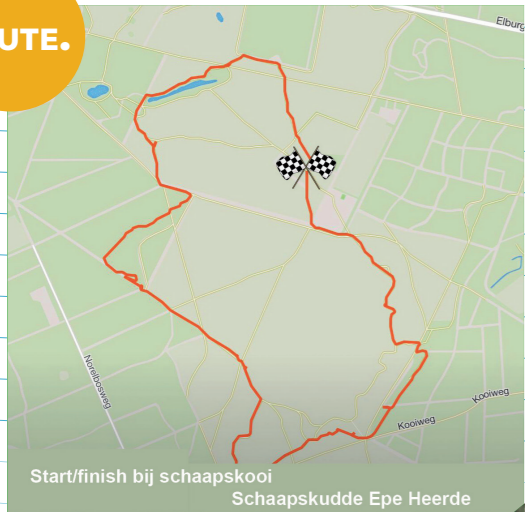 UTE.
Elburg
Norelbosweg
Kooiweg
Kooiweg
Start/finish bij schaapskooi
Schaapskudde Epe Heerde